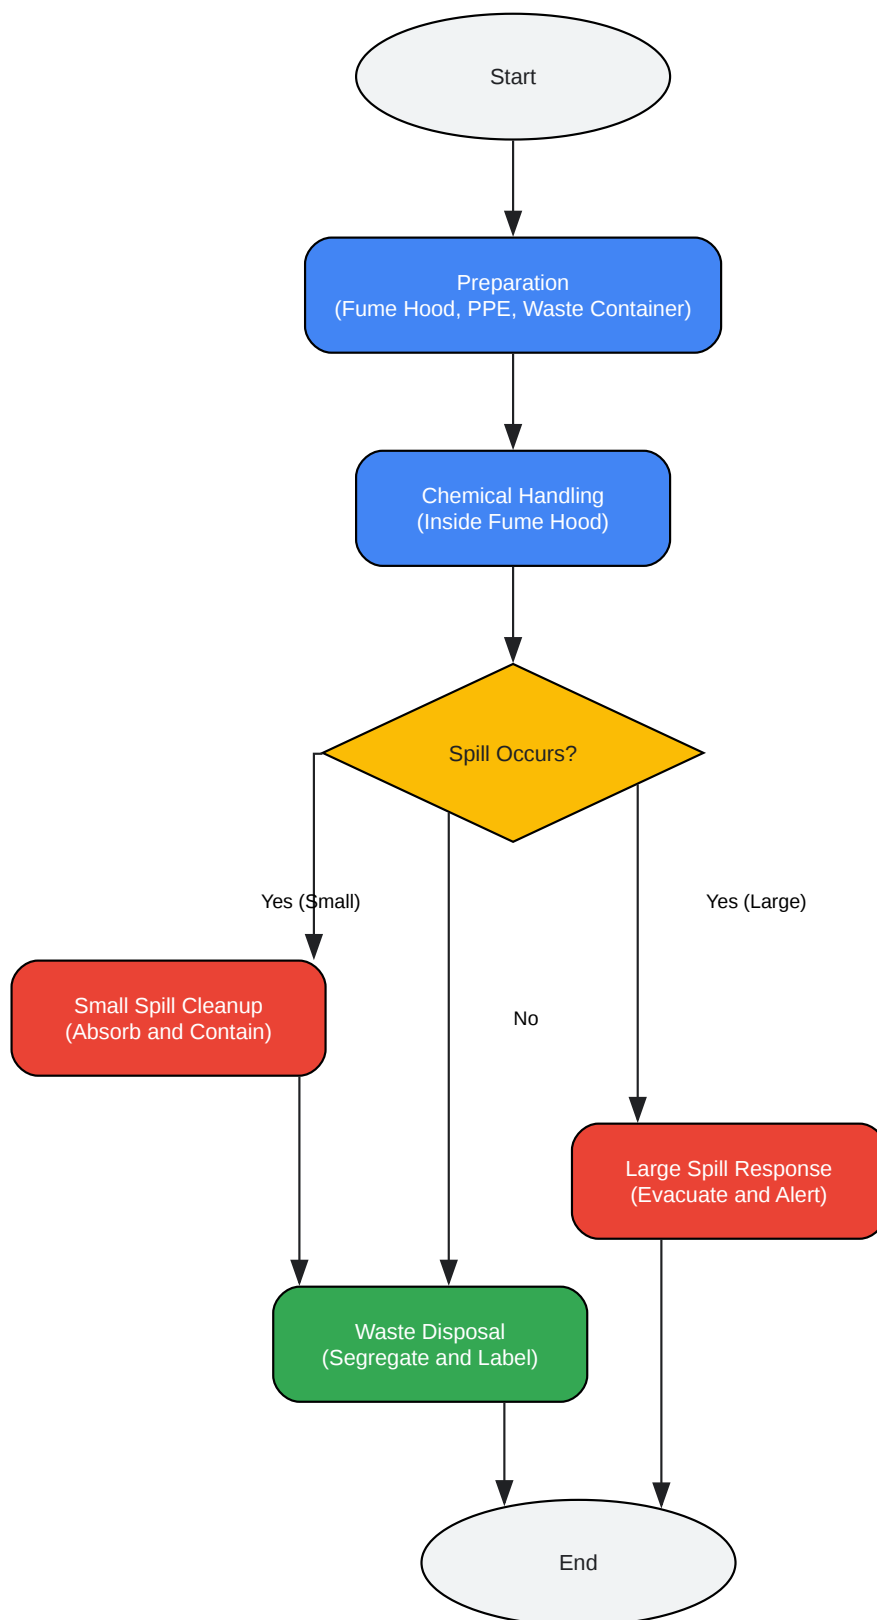 Start
Preparation
(Fume Hood, PPE, Waste Container)
Chemical Handling
(Inside Fume Hood)
Spill Occurs?
Yes (Small)
Yes (Large)
Small Spill Cleanup
(Absorb and Contain)
No
Large Spill Response
(Evacuate and Alert)
Waste Disposal
(Segregate and Label)
End